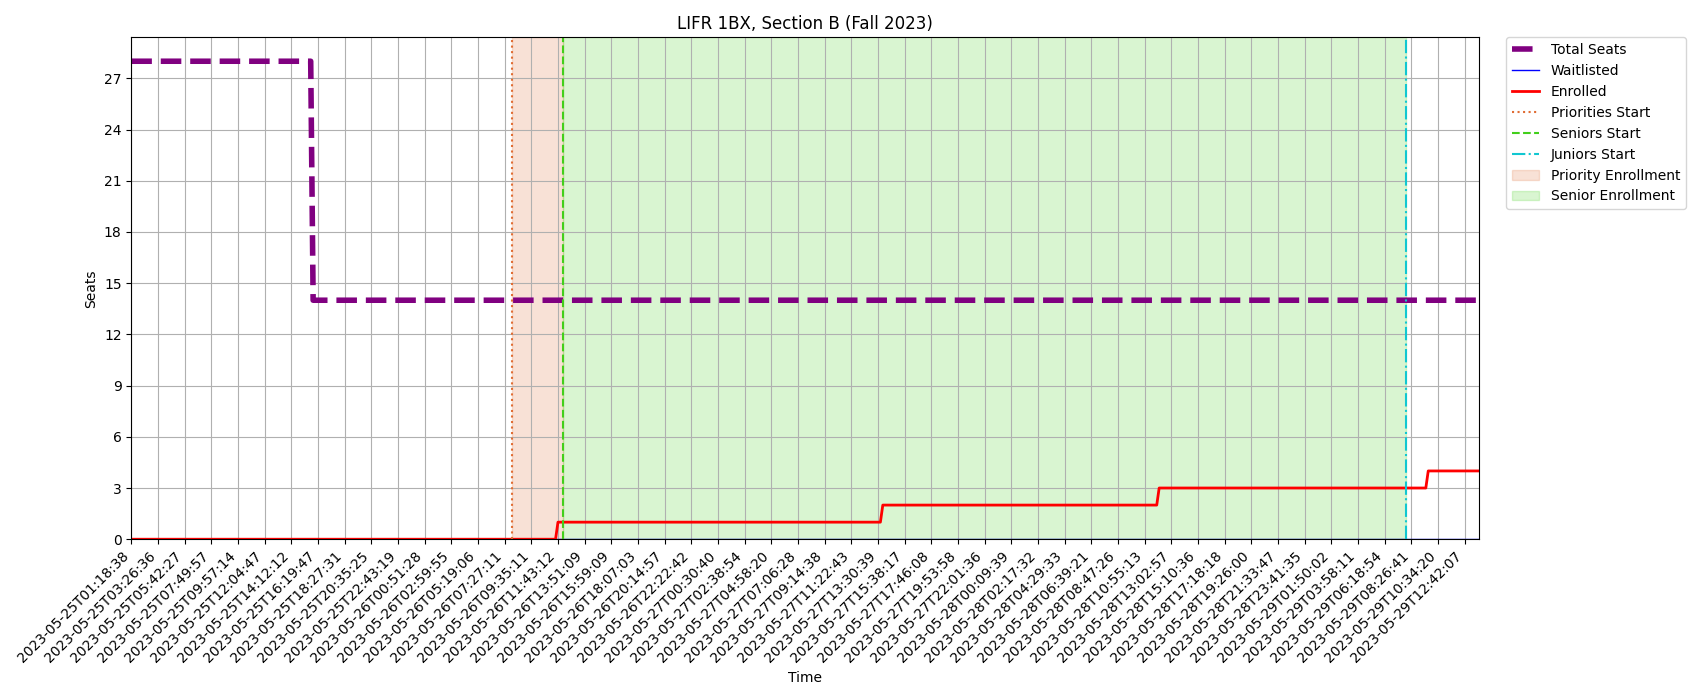 LIFR 1BX, Section B (Fall 2023)
Total Seats
Waitlisted
Enrolled
Priorities Start
Seniors Start
Juniors Start
Priority Enrollment
Senior Enrollment
Seats
27
24
21
18
15
12
9
6
3
0
2023-05-25T01:18:38
2023-05-25T03:26:36
2023-05-25T05:42:27
2023-05-25T07:49:57
2023-05-25T09:57:14
2023-05-25T12:04:47
2023-05-25T14:12:12
2023-05-25T16:19:47
2023-05-25T18:27:31
2023-05-25T20:35:25
2023-05-25T22:43:19
2023-05-26T00:51:28
2023-05-26T02:59:55
2023-05-26T05:19:06
2023-05-26T07:27:11
2023-05-26T09:35:11
2023-05-26T11:43:12
2023-05-26T13:51:09
2023-05-26T15:59:09
2023-05-26T18:07:03
2023-05-26T20:14:57
2023-05-26T22:22:42
2023-05-27T00:30:40
2023-05-27T02:38:54
2023-05-27T04:58:20
2023-05-27T07:06:28
2023-05-27T09:14:38
2023-05-27T11:22:43
2023-05-27T13:30:39
2023-05-27T15:38:17
2023-05-27T17:46:08
2023-05-27T19:53:58
2023-05-27T22:01:36
2023-05-28T00:09:39
2023-05-28T02:17:32
2023-05-28T04:29:33
2023-05-28T06:39:21
2023-05-28T08:47:26
2023-05-28T10:55:13
2023-05-28T13:02:57
2023-05-28T15:10:36
2023-05-28T17:18:18
2023-05-28T19:26:00
2023-05-28T21:33:47
2023-05-28T23:41:35
2023-05-29T01:50:02
2023-05-29T03:58:11
2023-05-29T06:18:54
2023-05-29T08:26:41
2023-05-29T10:34:20
2023-05-29T12:42:07
Time